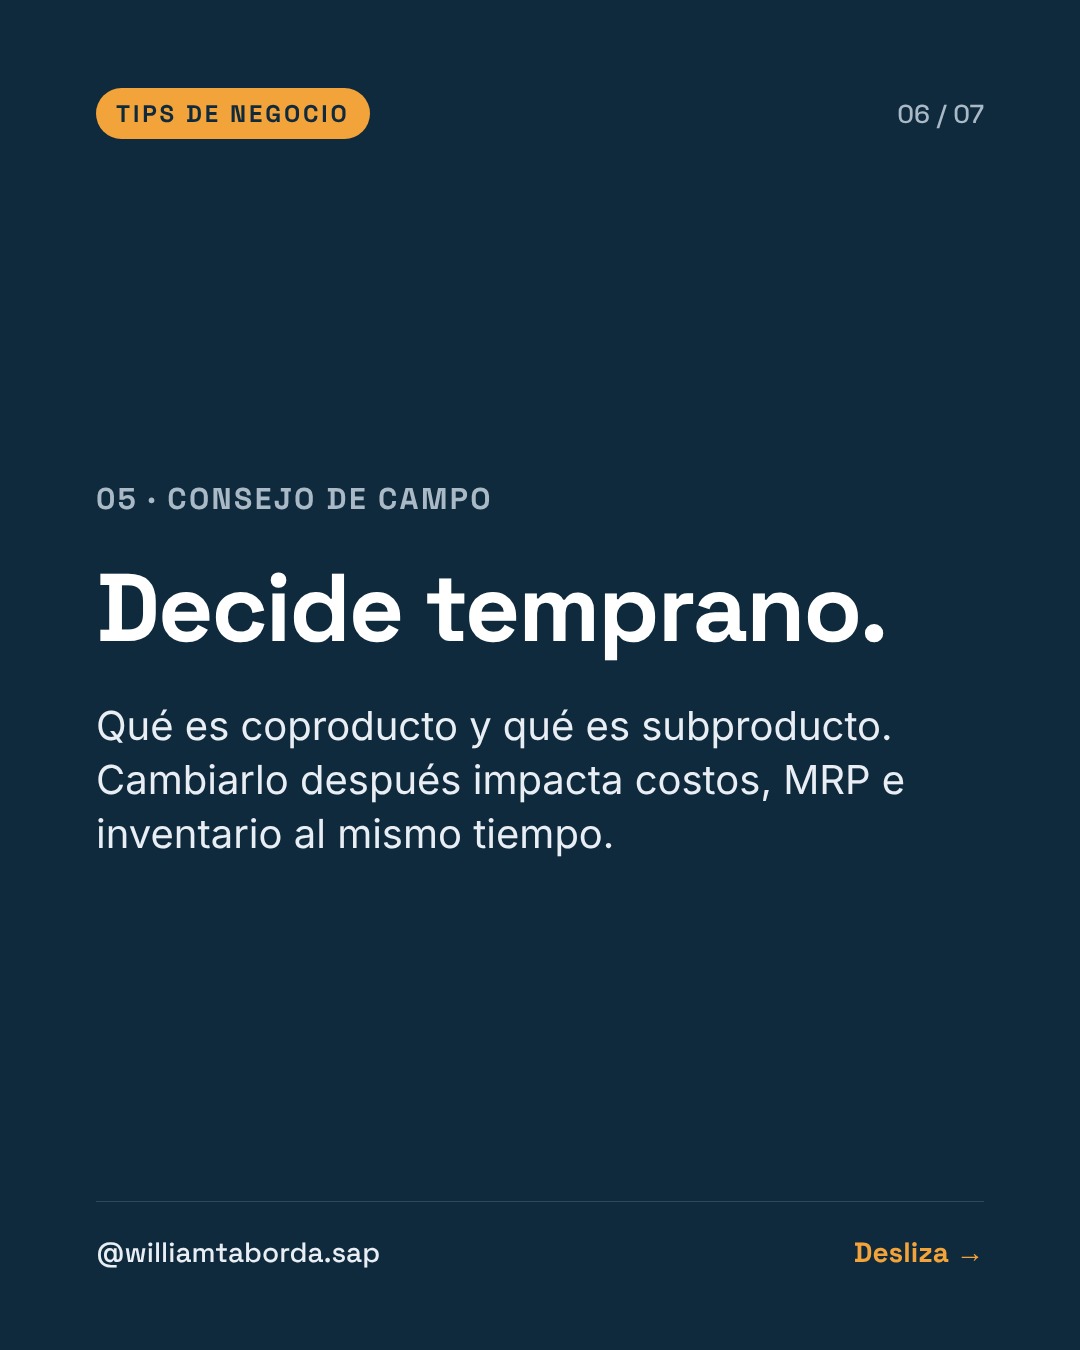 TIPS DE NEGOCIO
06 / 07
05 · CONSEJO DE CAMPO
Decide temprano.
Qué es coproducto y qué es subproducto.
Cambiarlo después impacta costos, MRP e
inventario al mismo tiempo.
@williamtaborda.sap
Desliza →